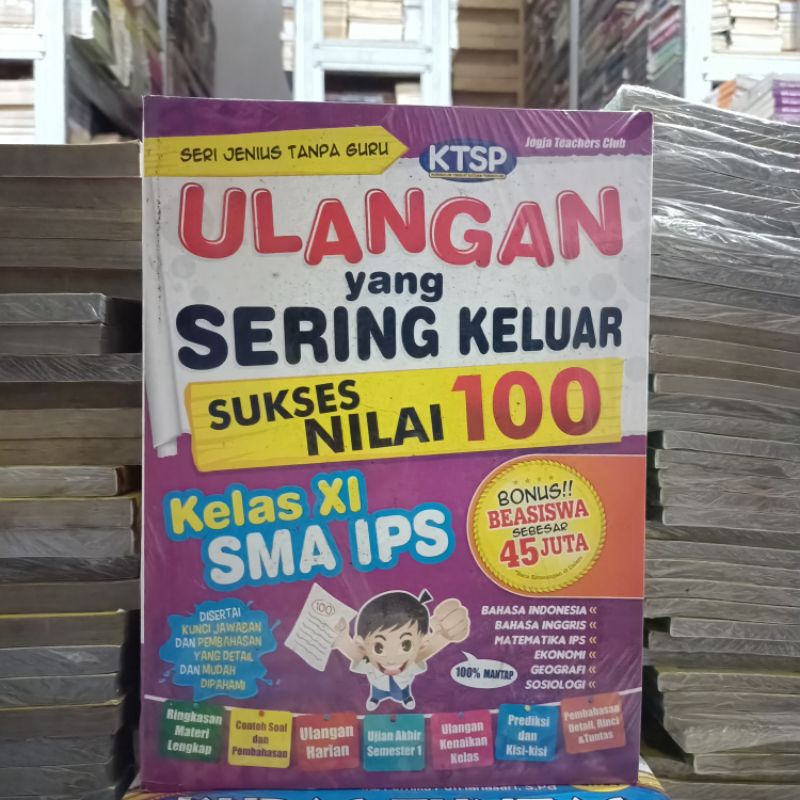 SERI JENIUS TANPA GURU
KTSP
Jogja Teachers Club
ULANGAN
yang
SERING KELUAR
SUKSES
NILAI 100
Kelas XI
SMA IPS
BONUS!!
BEASISWA
SEBESAR
45 JUTA
DISERTAI
KUNCI JAWABAN
DAN PEMBAHASAN
YANG DETAIL
DAN MUDAH
DIPAHAMI
100
BAHASA INDONESIA «
BAHASA INGGRIS «
MATEMATIKA IPS «
EKONOMI «
GEOGRAFI «
SOSIOLOGI «
100% MANTAP
Ringkasan
Materi
Lengkap
Contoh Soal
dan
Pembahasan
Ulangan
Harian
Ujian Akhir
Semester 1
Ulangan
Kenaikan
Kelas
Prediksi
dan
Kisi-kisi
Pembahasan
Detail, Rinci
&Tuntas
S.Pd